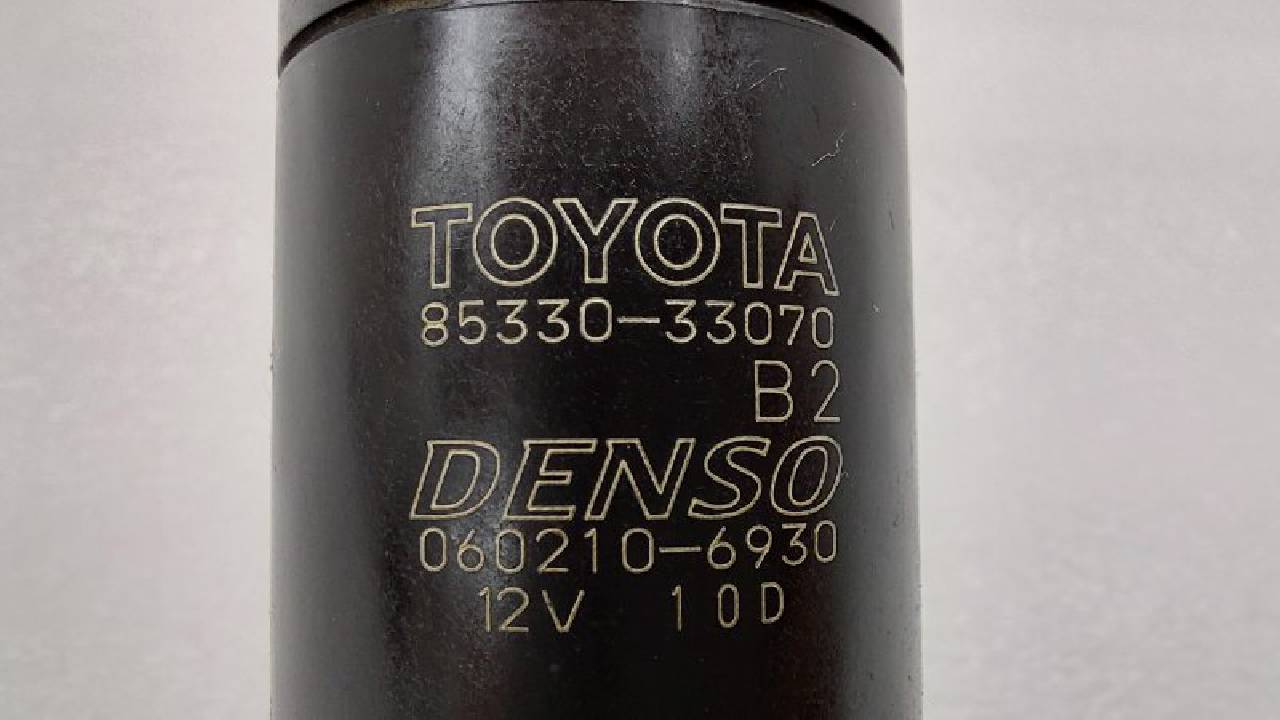 TOYOTA
85330-33070
B2
DENSO
060210-6930
12V 10D